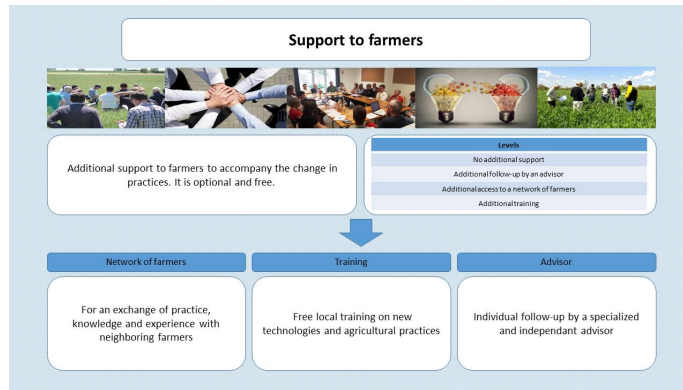 Support to farmers
Additional support to farmers to accompany the change in
practices. It is optional and free.
Levels
No additional support
Additional follow-up by an advisor
Additional access to a network of farmers
Additional training
Network of farmers
Training
Advisor
For an exchange of practice,
knowledge and experience with
neighboring farmers
Free local training on new
technologies and agricultural practices
Individual follow-up by a specialized
and independant advisor